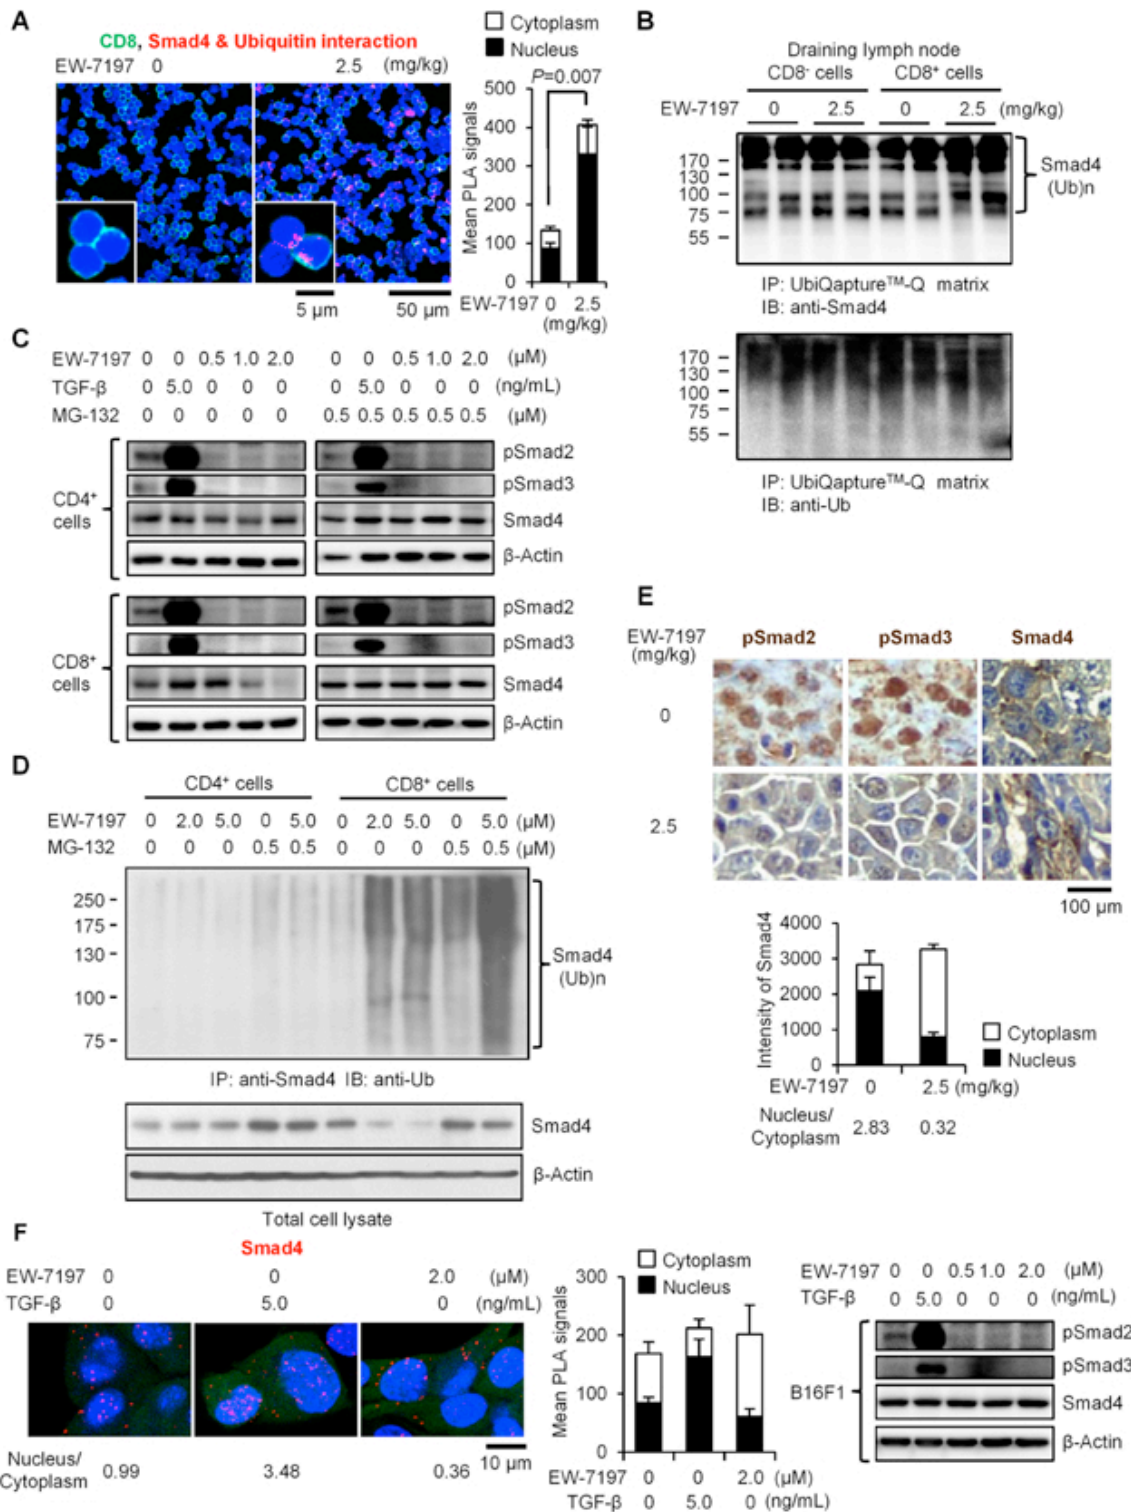 A
CD8, Smad4 & Ubiquitin interaction
EW-7197 0 2.5 (mg/kg)
5 µm 50 µm
Cytoplasm
Nucleus
P=0.007
Mean PLA signals
500
400
300
200
100
0
EW-7197 0 2.5
(mg/kg)
B
Draining lymph node
CD8- cells CD8+ cells
EW-7197 0 2.5 0 2.5 (mg/kg)
170
130
100
75
55
Smad4
(Ub)n
IP: UbiQapture™-Q matrix
IB: anti-Smad4
170
130
100
75
55
IP: UbiQapture™-Q matrix
IB: anti-Ub
C
EW-7197 0 0 0.5 1.0 2.0 0 0 0.5 1.0 2.0 (µM)
TGF-β 0 5.0 0 0 0 0 5.0 0 0 0 (ng/mL)
MG-132 0 0 0 0 0 0.5 0.5 0.5 0.5 0.5 (µM)
CD4+
cells
pSmad2
pSmad3
Smad4
β-Actin
CD8+
cells
pSmad2
pSmad3
Smad4
β-Actin
D
CD4+ cells CD8+ cells
EW-7197 0 2.0 5.0 0 5.0 0 2.0 5.0 0 5.0 (µM)
MG-132 0 0 0 0.5 0.5 0 0 0 0.5 0.5 (µM)
250
175
130
100
75
Smad4
(Ub)n
IP: anti-Smad4 IB: anti-Ub
Smad4
β-Actin
Total cell lysate
E
EW-7197
(mg/kg)
pSmad2 pSmad3 Smad4
0
2.5
100 µm
Intensity of Smad4
4000
3000
2000
1000
0
Cytoplasm
Nucleus
EW-7197 0 2.5 (mg/kg)
Nucleus/
Cytoplasm 2.83 0.32
F
Smad4
EW-7197 0 0 2.0 (µM)
TGF-β 0 5.0 0 (ng/mL)
10 µm
Nucleus/
Cytoplasm 0.99 3.48 0.36
Cytoplasm
Nucleus
Mean PLA signals
300
200
100
0
EW-7197 0 0 2.0 (µM)
TGF-β 0 5.0 0 (ng/mL)
EW-7197 0 0 0.5 1.0 2.0 (µM)
TGF-β 0 5.0 0 0 0 (ng/mL)
B16F1
pSmad2
pSmad3
Smad4
β-Actin